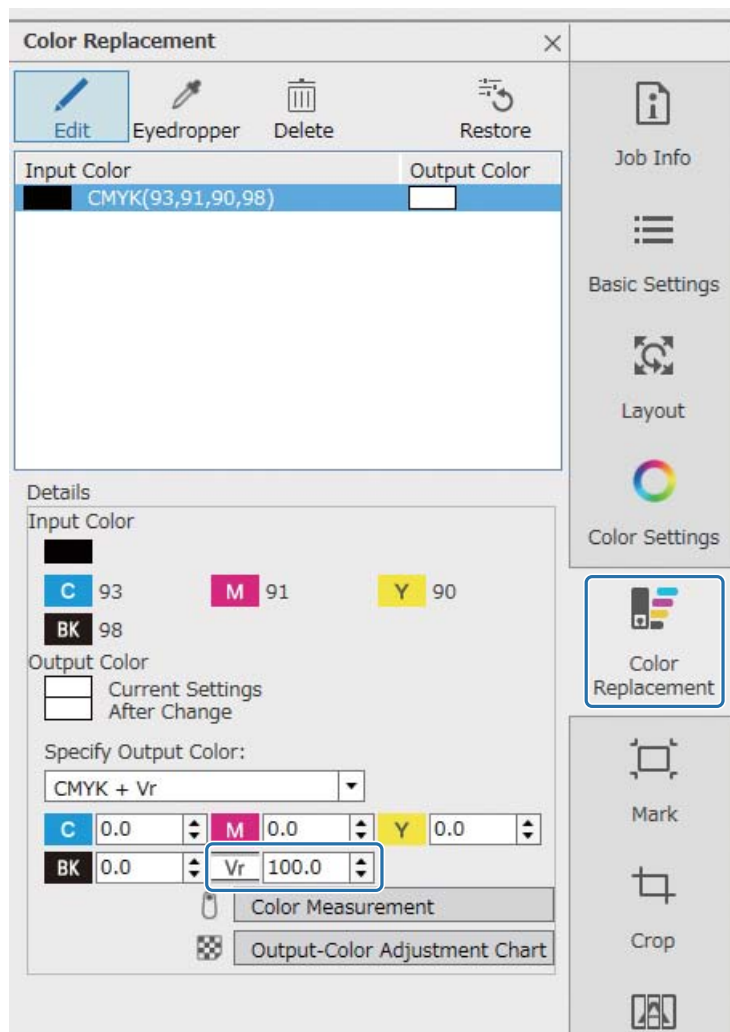 Color Replacement
Edit Eyedropper Delete Restore
Input Color Output Color
CMYK(93,91,90,98)
Details
Input Color
C 93 M 91 Y 90
BK 98
Output Color
Current Settings
After Change
Specify Output Color:
CMYK + Vr
C 0.0 M 0.0 Y 0.0
BK 0.0 Vr 100.0
Color Measurement
Output-Color Adjustment Chart
Job Info
Basic Settings
Layout
Color Settings
Color
Replacement
Mark
Crop